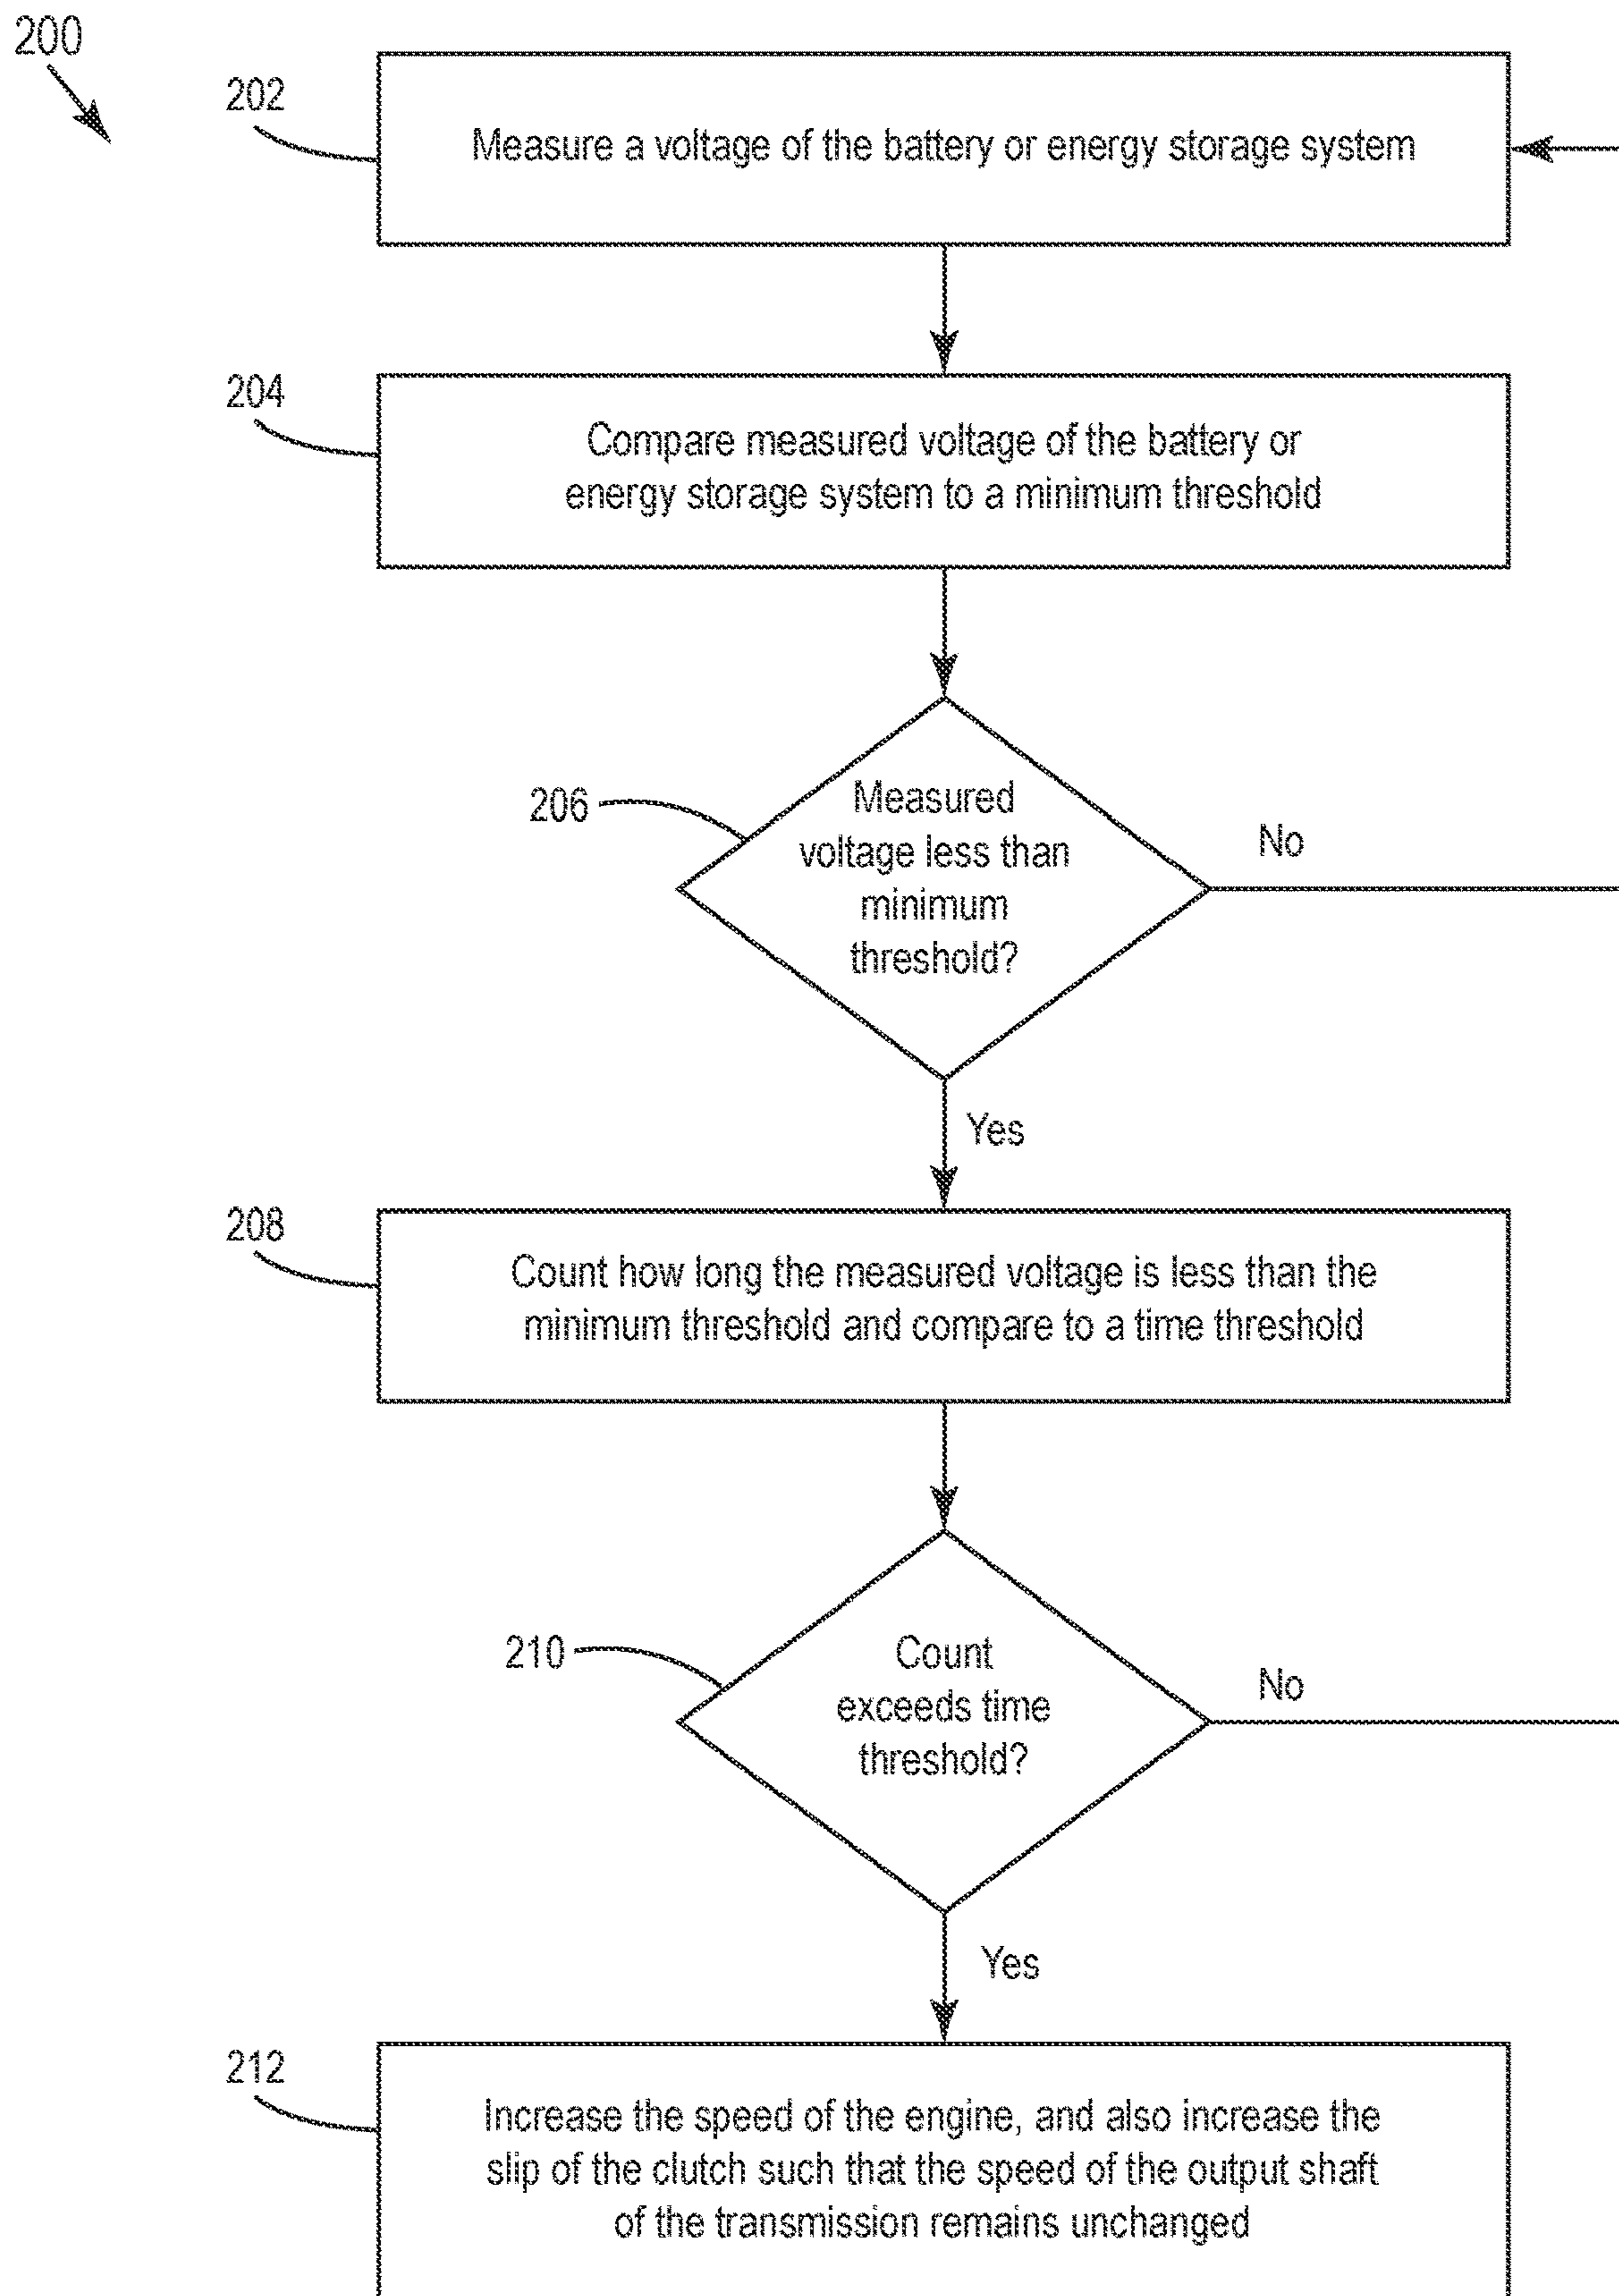 200
202
Measure a voltage of the battery or energy storage system
204
Compare measured voltage of the battery or
energy storage system to a minimum threshold
206
Measured
voltage less than
minimum
threshold?
No
Yes
208
Count how long the measured voltage is less than the
minimum threshold and compare to a time threshold
210
Count
exceeds time
threshold?
No
Yes
212
Increase the speed of the engine, and also increase the
slip of the clutch such that the speed of the output shaft
of the transmission remains unchanged